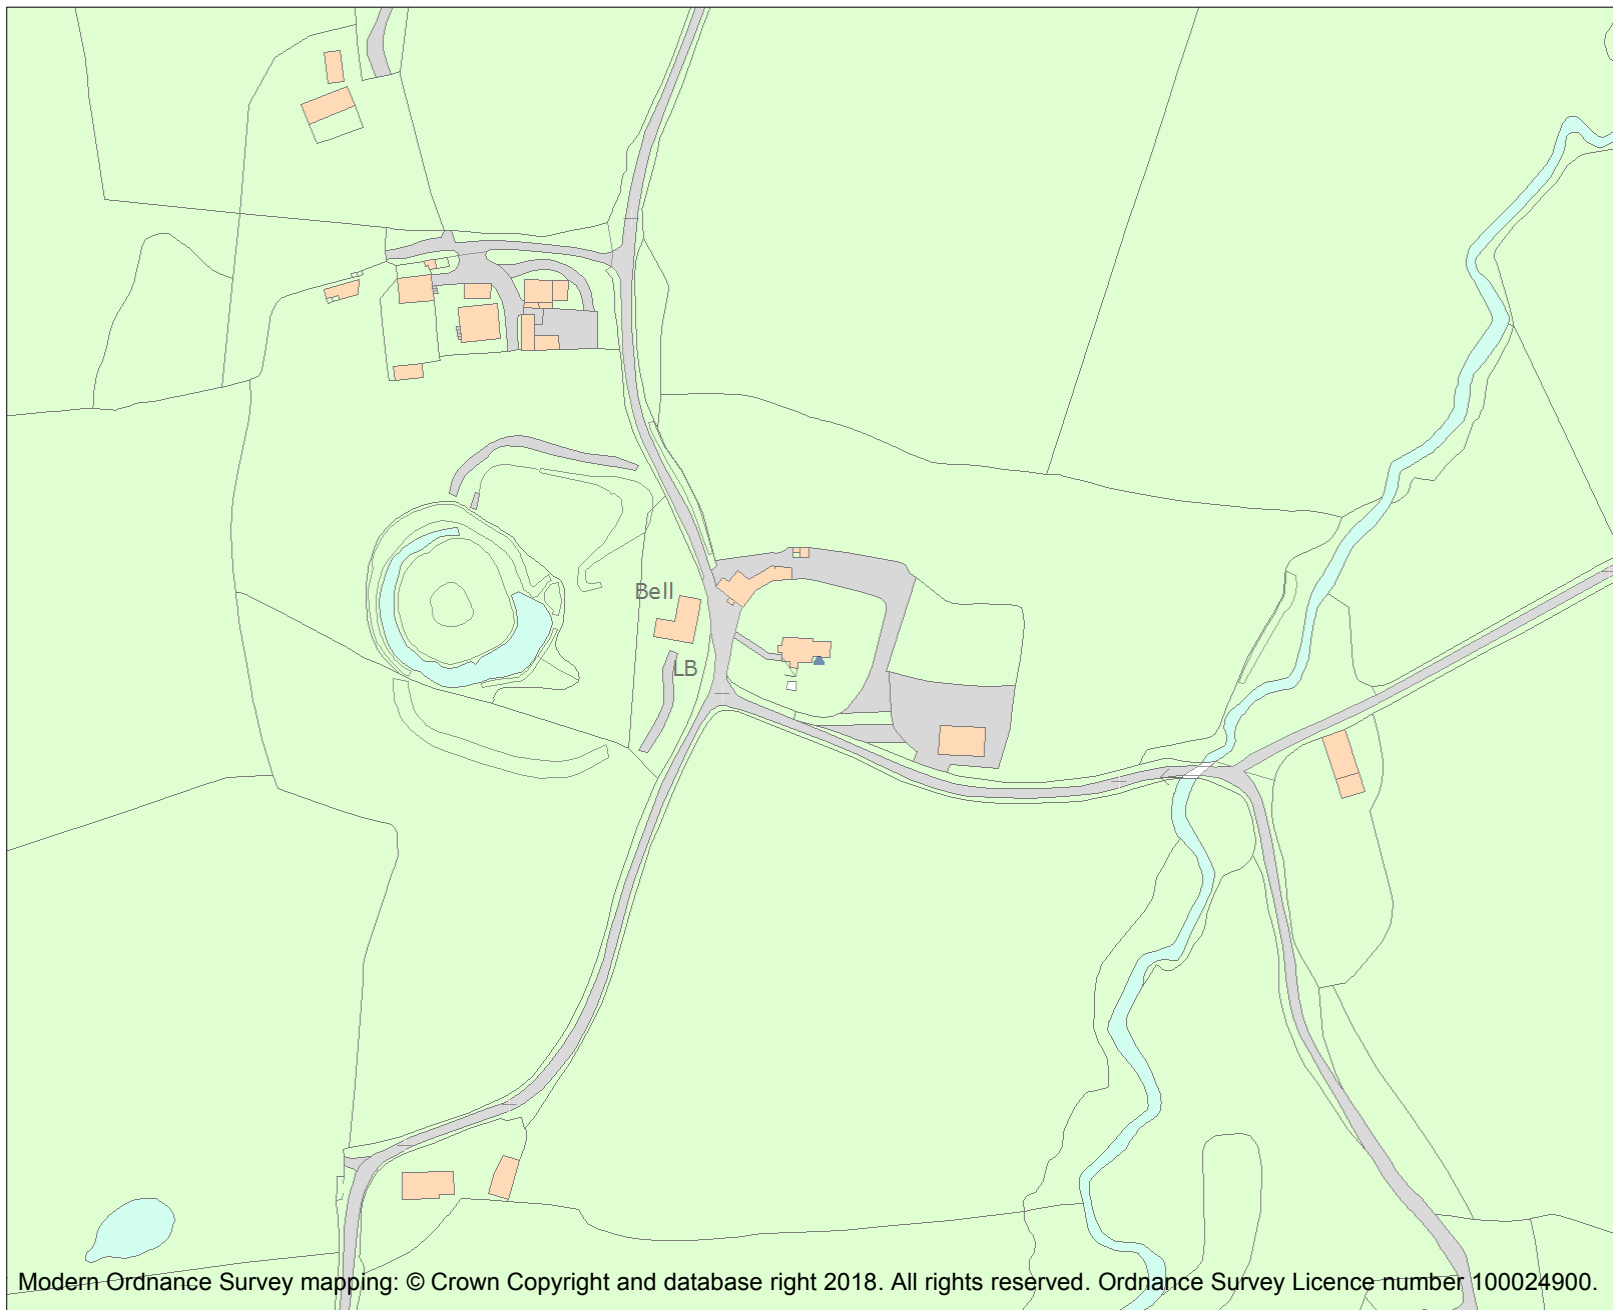 Bell
LB
Modern Ordnance Survey mapping: © Crown Copyright and database right 2018. All rights reserved. Ordnance Survey Licence number 100024900.